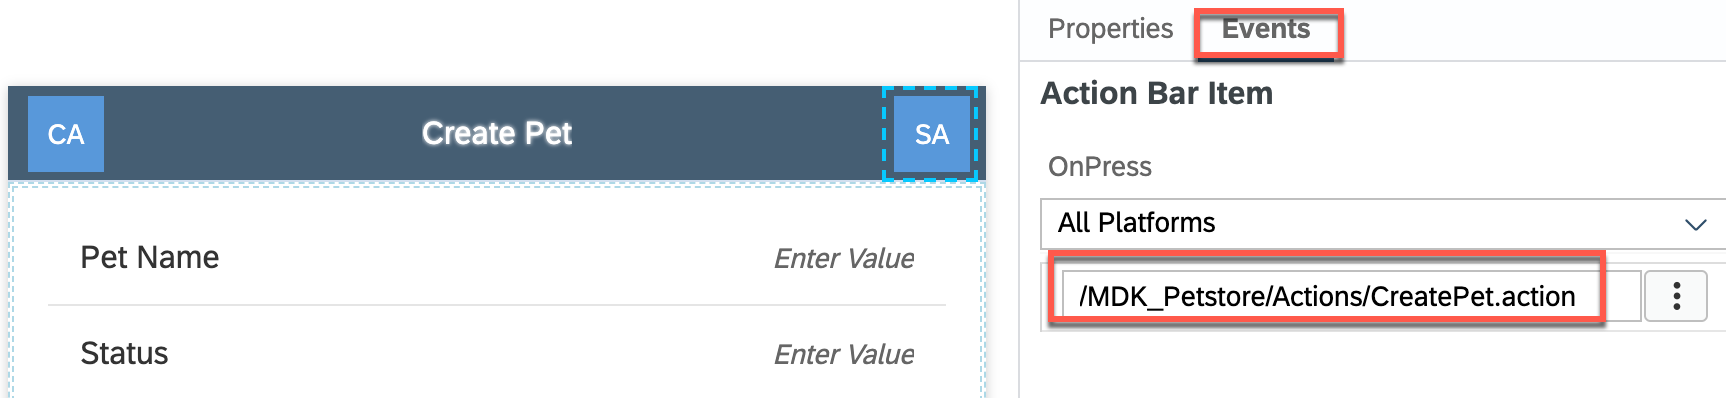 CA
Create Pet
SA
Pet Name
Enter Value
Status
Enter Value
Properties
Events
Action Bar Item
OnPress
All Platforms
/MDK_Petstore/Actions/CreatePet.action